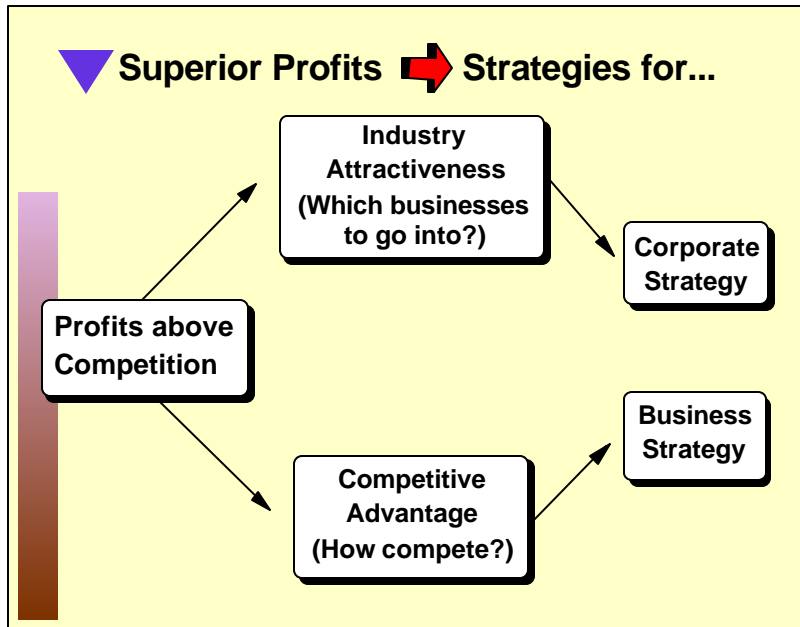 Superior Profits Strategies for...
Industry
Attractiveness
(Which businesses
to go into?)
Corporate
Strategy
Profits above
Competition
Business
Strategy
Competitive
Advantage
(How compete?)